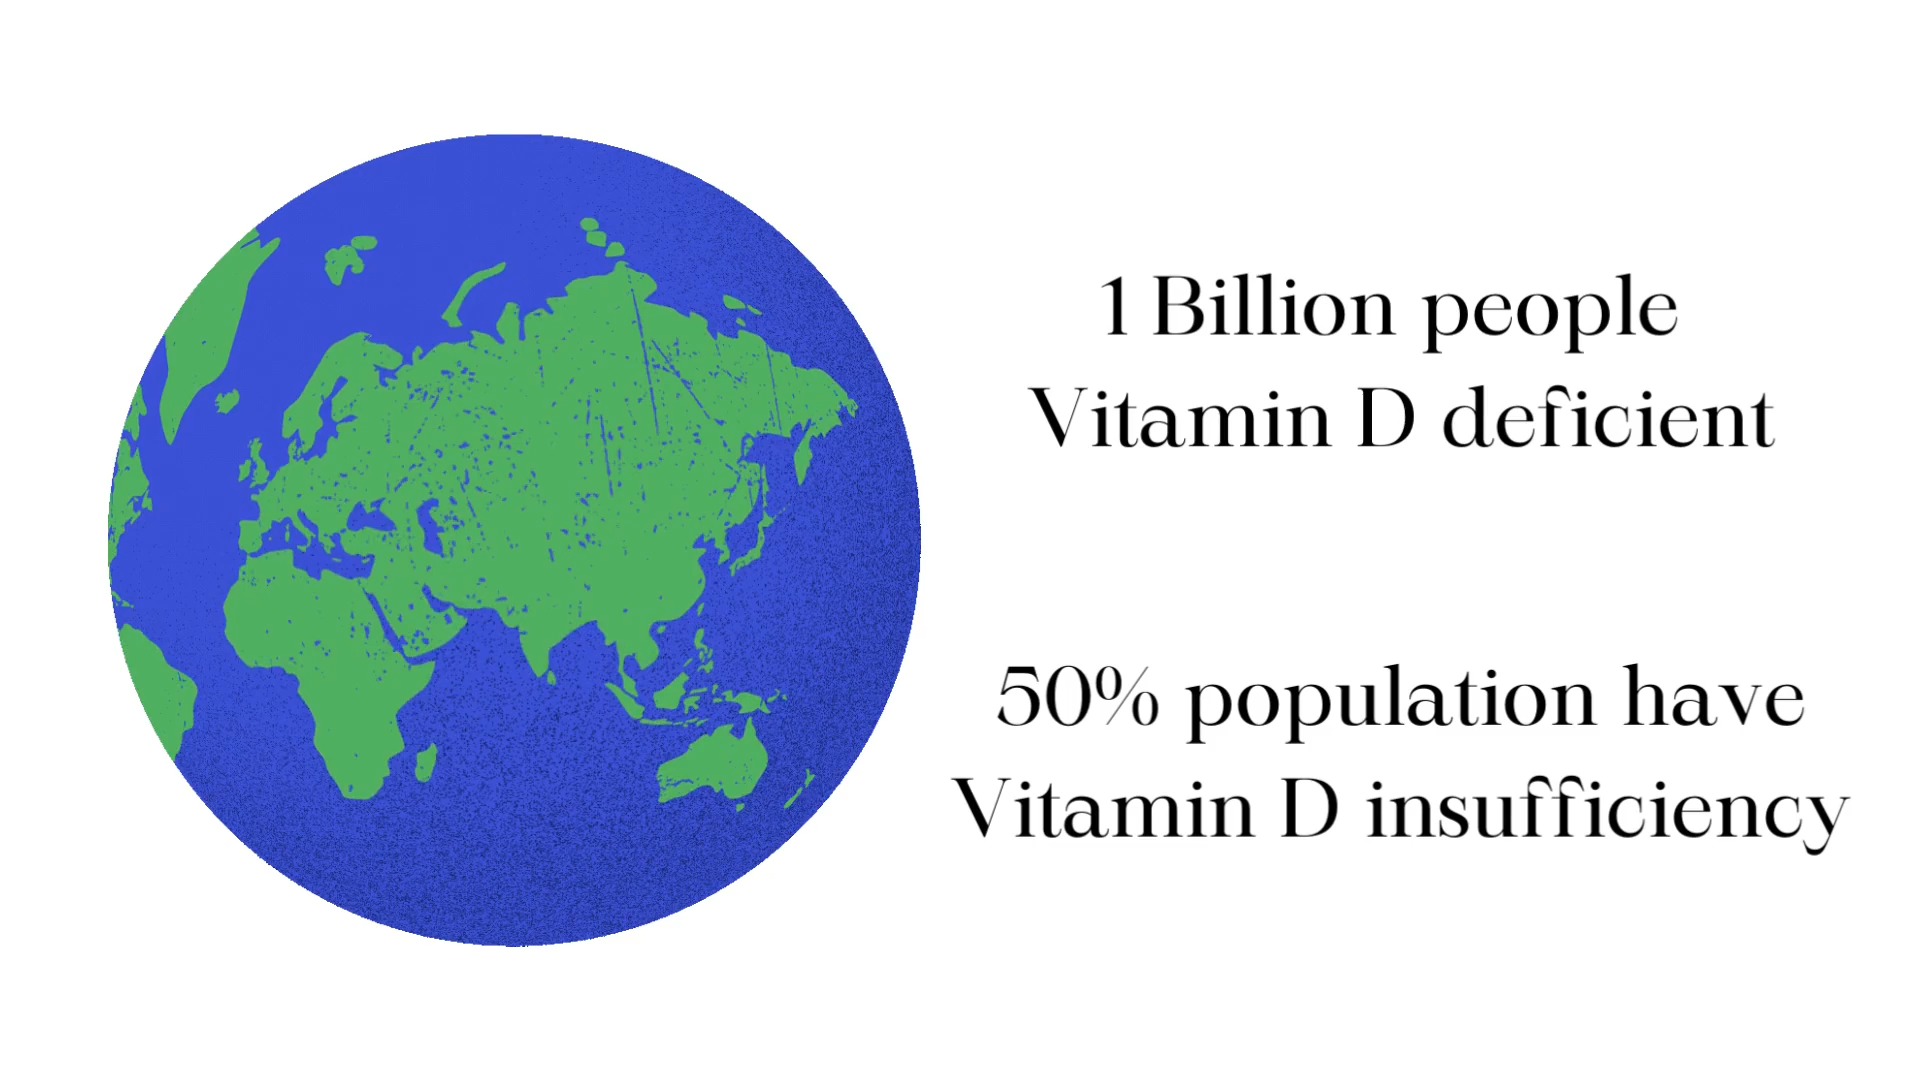 1 Billion people
Vitamin D deficient
50% population have
Vitamin D insufficiency